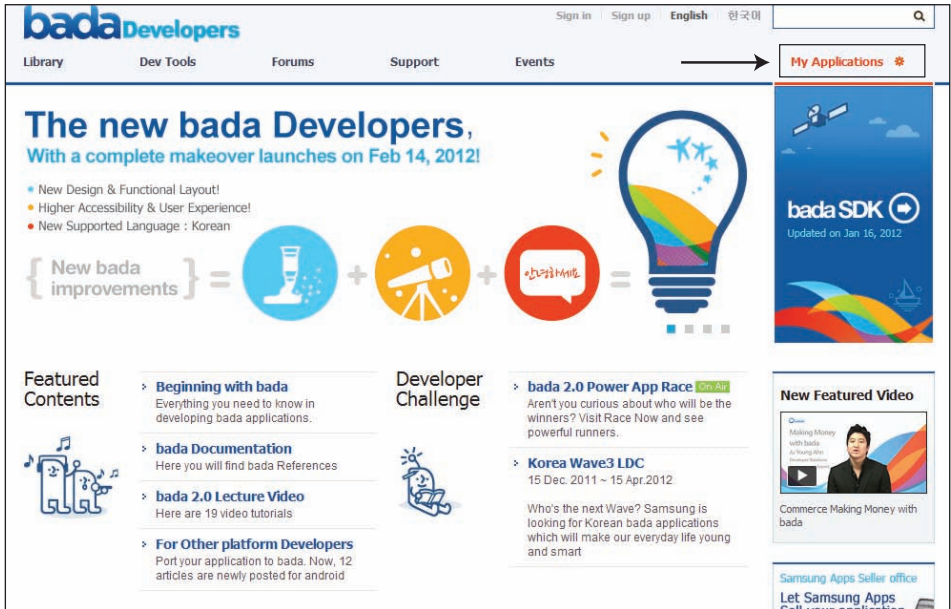 bada Developers
Sign in Sign up English 한국어
Library Dev Tools Forums Support Events My Applications
The new bada Developers,
With a complete makeover launches on Feb 14, 2012!
New Design & Functional Layout!
Higher Accessibility & User Experience!
New Supported Language : Korean
{ New bada improvements } = + + =
안녕하세요
bada SDK
Updated on Jan 16, 2012
Featured Contents
Beginning with bada
Everything you need to know in
developing bada applications.
bada Documentation
Here you will find bada References
bada 2.0 Lecture Video
Here are 19 video tutorials
For Other platform Developers
Port your application to bada. Now, 12
articles are newly posted for android
Developer Challenge
bada 2.0 Power App Race On Air
Aren't you curious about who will be the
winners? Visit Race Now and see
powerful runners.
Korea Wave3 LDC
15 Dec. 2011 ~ 15 Apr.2012
Who's the next Wave? Samsung is
looking for Korean bada applications
which will make our everyday life young
and smart
New Featured Video
Making Money
with bada
Commerce Making Money with
bada
Samsung Apps Seller office
Let Samsung Apps